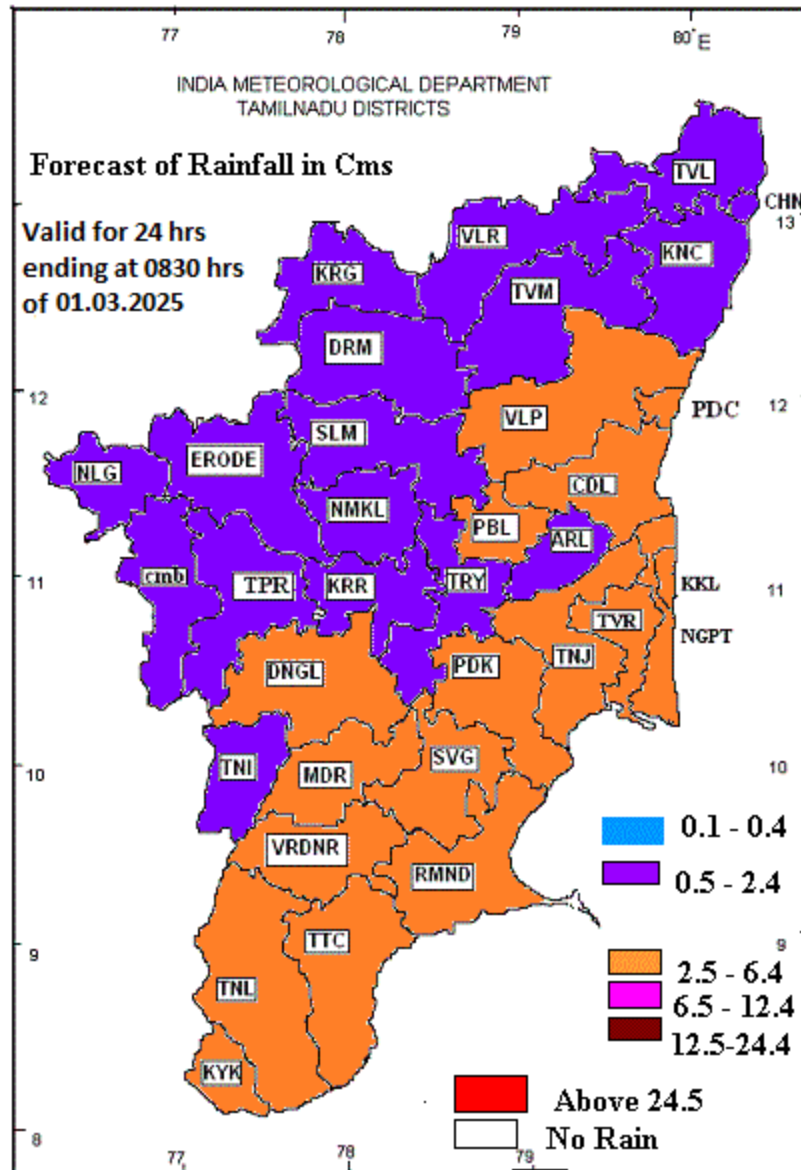 77 78 79 80°E
INDIA METEOROLOGICAL DEPARTMENT
TAMILNADU DISTRICTS
Forecast of Rainfall in Cms
TVL
CHN
13
Valid for 24 hrs
ending at 0830 hrs
of 01.03.2025
VLR
KNC
KRG
TVM
DRM
12
12
PDC
VLP
SLM
ERODE
NLG
CDL
NMKL
PBL
ARL
11
cmb
TPR
KRR
TRY
KKL
11
TVR
NGPT
DNGL
PDK
TNJ
10
TNI
MDR
SVG
10
0.1 - 0.4
VRDNR
RMND
0.5 - 2.4
9
TTC
9
2.5 - 6.4
TNL
6.5 - 12.4
12.5-24.4
KYK
Above 24.5
8
No Rain
77 78 79